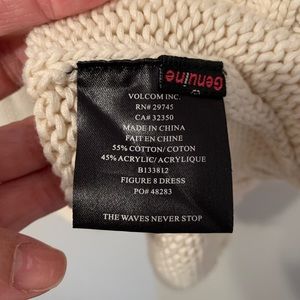 Genuine
VOLCOM INC.
RN# 29745
CA# 32350
MADE IN CHINA
FAIT EN CHINE
55% COTTON/ COTON
45% ACRYLIC/ ACRYLIQUE
B133812
FIGURE 8 DRESS
PO# 48283
THE WAVES NEVER STOP